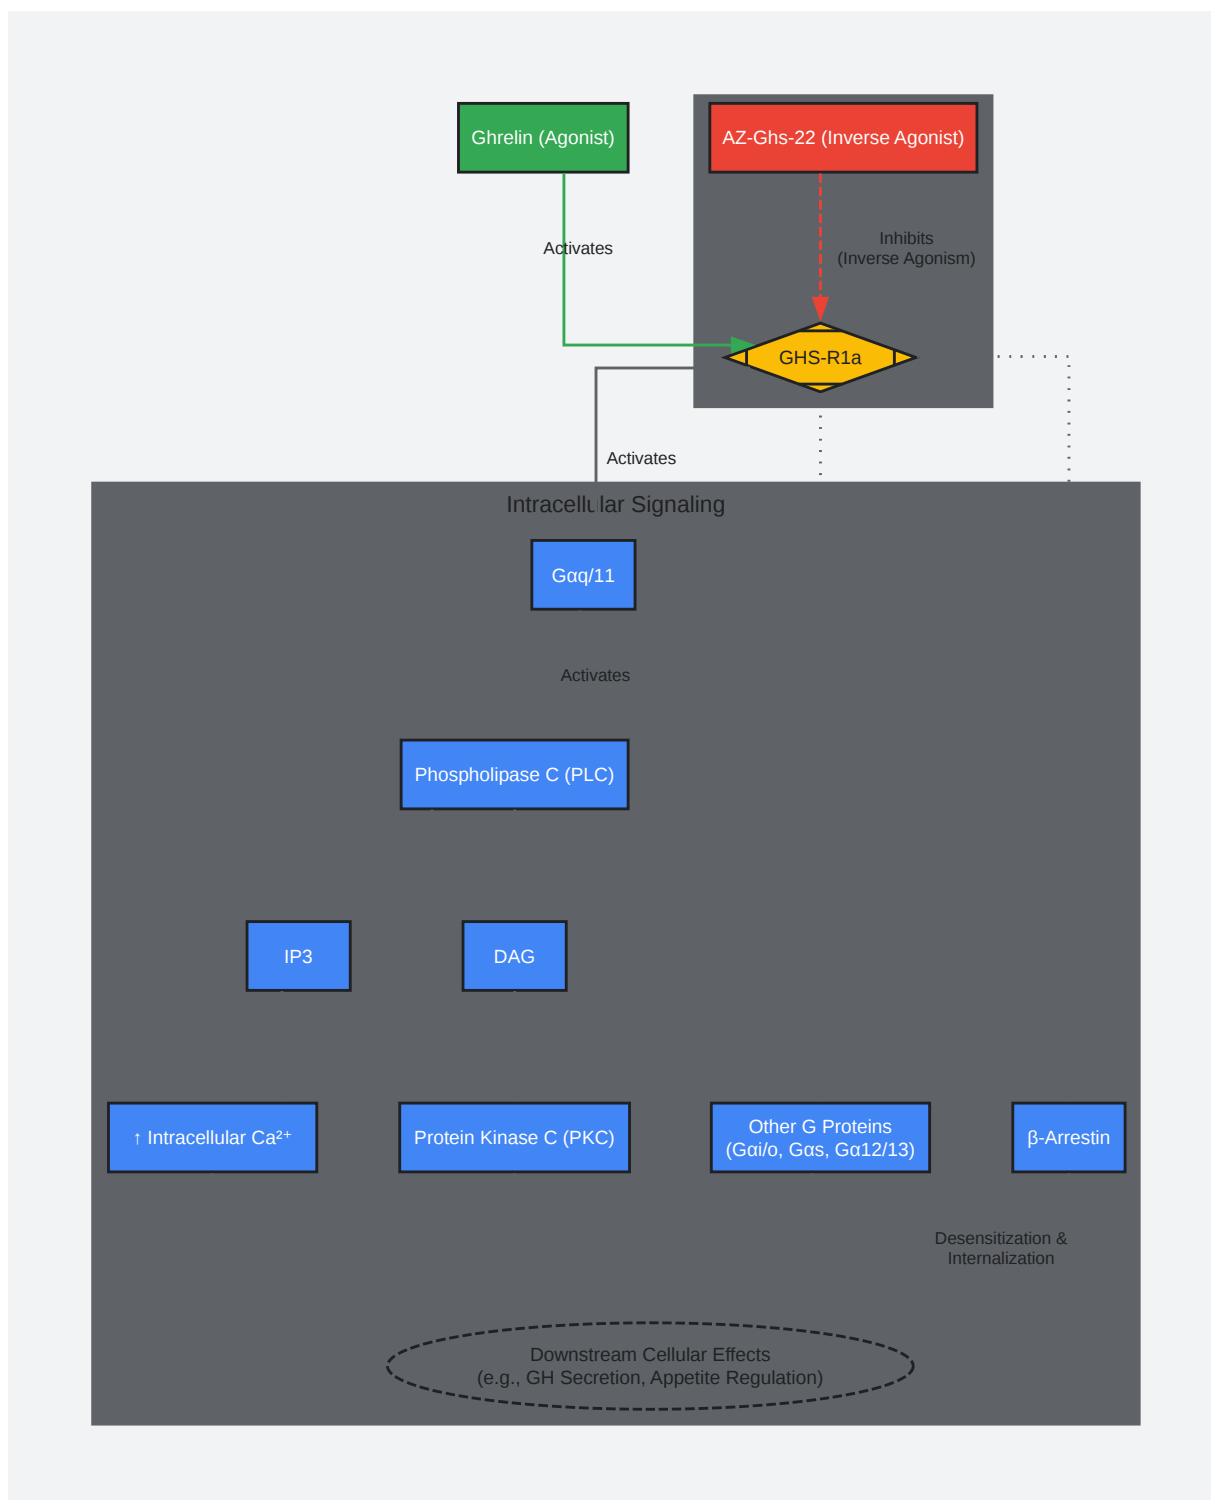 Ghrelin (Agonist)
AZ-Ghs-22 (Inverse Agonist)
Activates
Inhibits
(Inverse Agonism)
GHS-R1a
Activates
Intracellular Signaling
Gαq/11
Activates
Phospholipase C (PLC)
IP3
DAG
↑ Intracellular Ca²⁺
Protein Kinase C (PKC)
Other G Proteins
(Gαi/o, Gαs, Gα12/13)
β-Arrestin
Desensitization &
Internalization
Downstream Cellular Effects
(e.g., GH Secretion, Appetite Regulation)